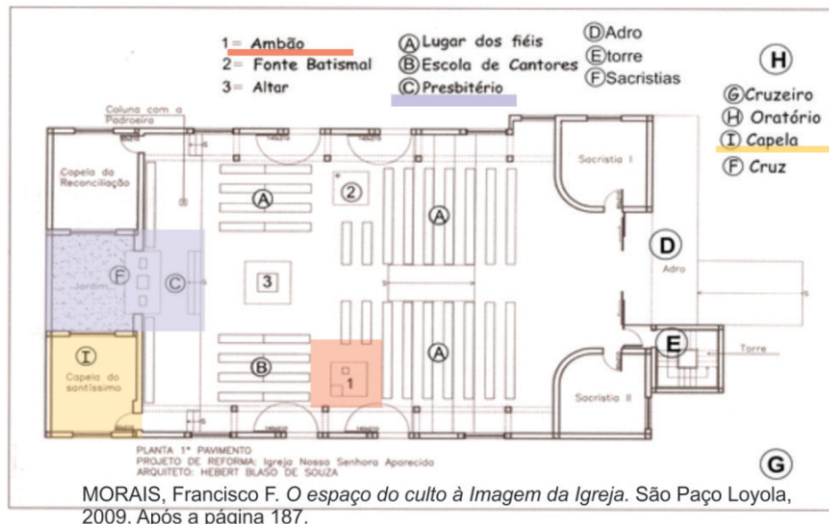 1= Ambão
2= Fonte Batismal
3= Altar
Ⓐ Lugar dos fiéis
Ⓑ Escola de Cantores
Ⓒ Presbitério
Ⓓ Adro
Ⓔ torre
Ⓕ Sacristias
Ⓗ
Ⓖ Cruzeiro
Ⓗ Oratório
Ⓘ Capela
Ⓕ Cruz
Coluna com a
Padroeira
Capela da
Reconciliação
Ⓐ
②
Ⓐ
Sacristia I
Ⓓ
Adro
Ⓕ
Ⓒ
Jardim
3
S
Ⓘ
Capela do
santíssimo
Ⓑ
1
Ⓐ
Ⓔ
Torre
Sacristia II
Ⓖ
PLANTA 1º PAVIMENTO
PROJETO DE REFORMA: Igreja Nossa Senhora Aparecida
ARQUITETO: HEBERT BLASO DE SOUZA
MORAIS, Francisco F. O espaço do culto à Imagem da Igreja. São Paço Loyola,
2009. Após a página 187.